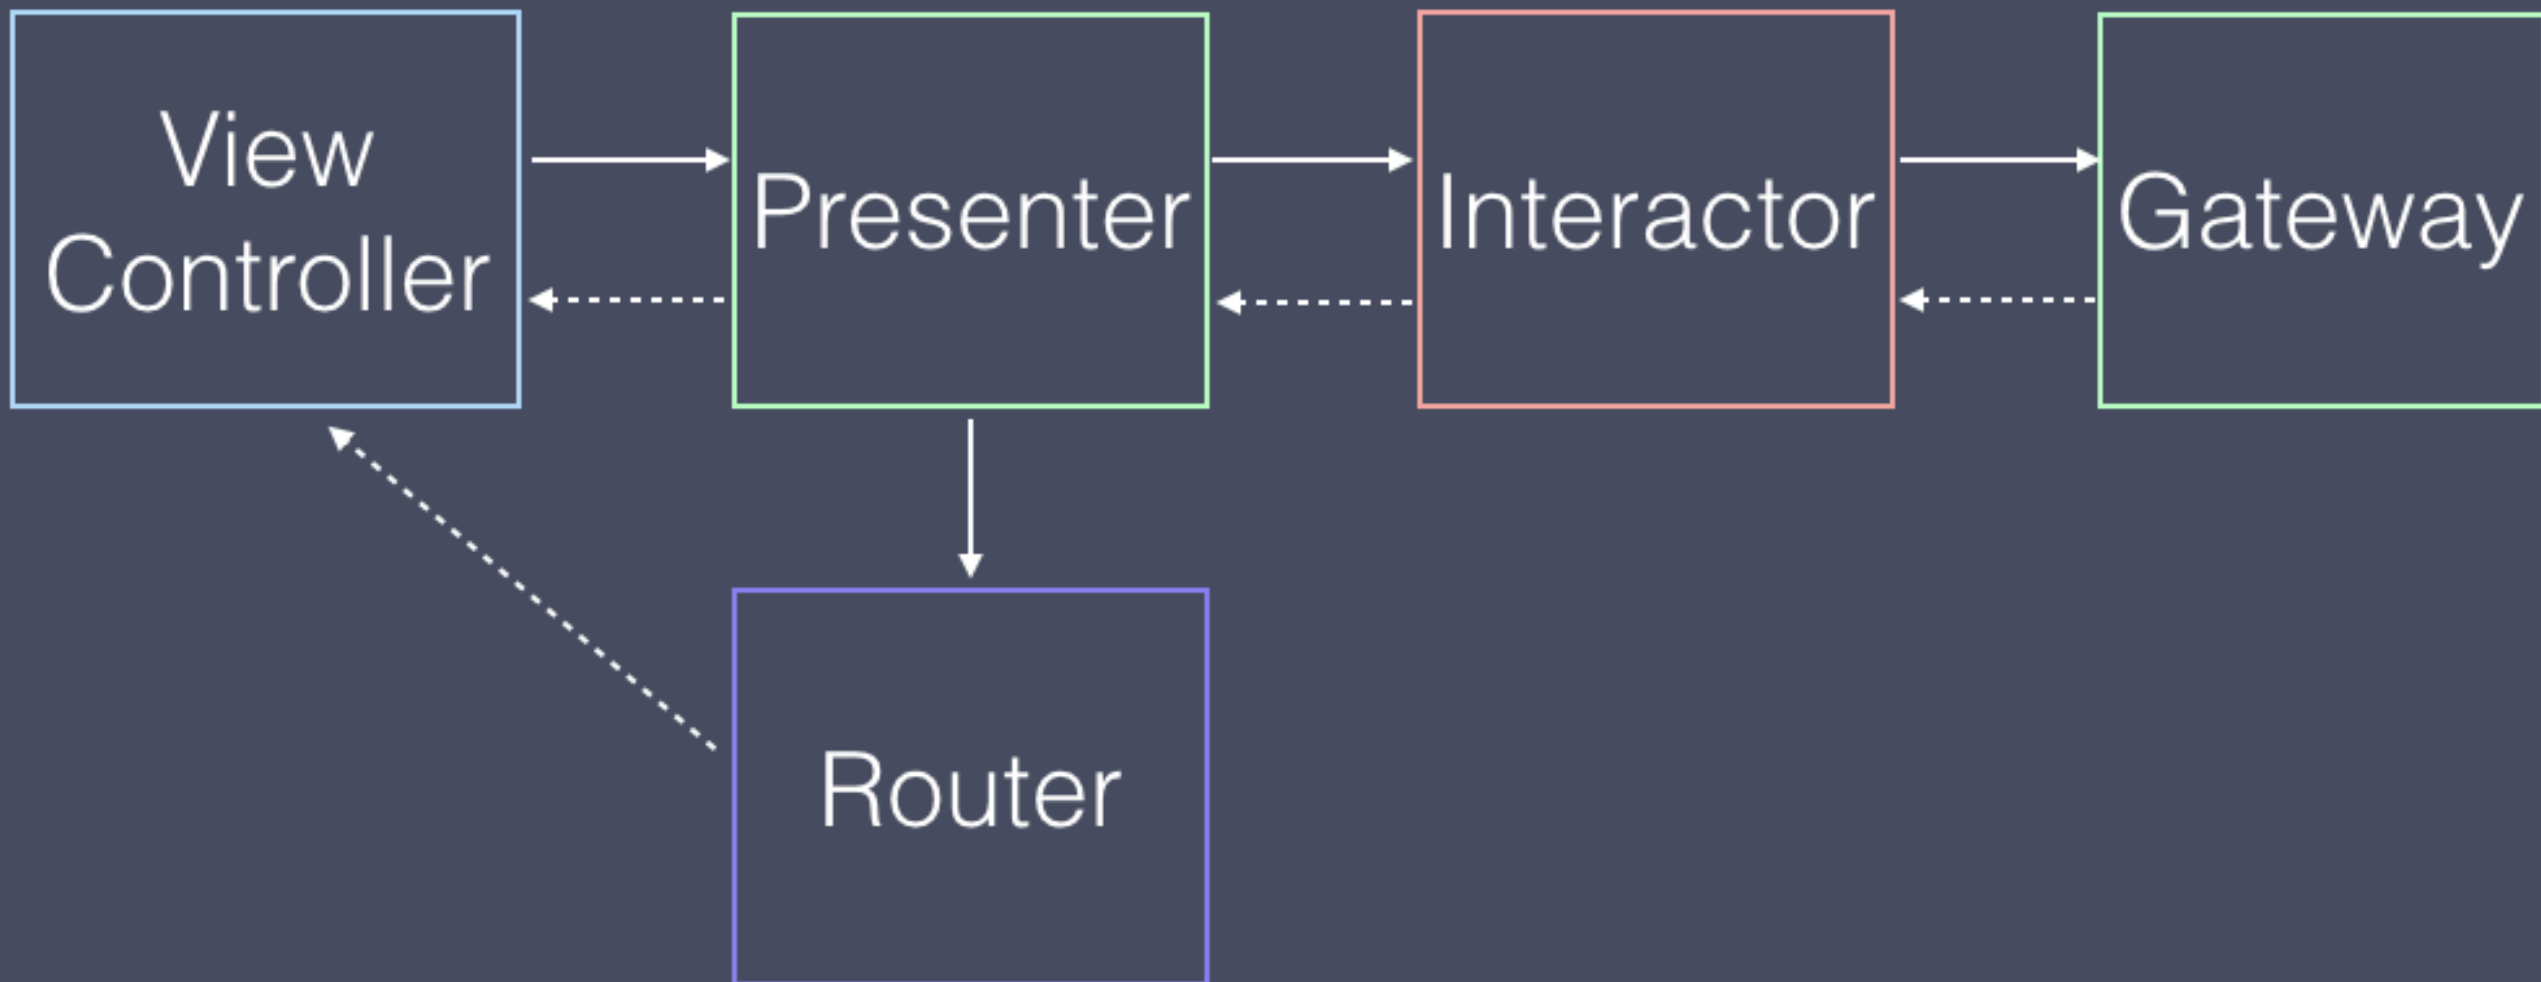 View
Controller
Presenter
Interactor
Gateway
Router